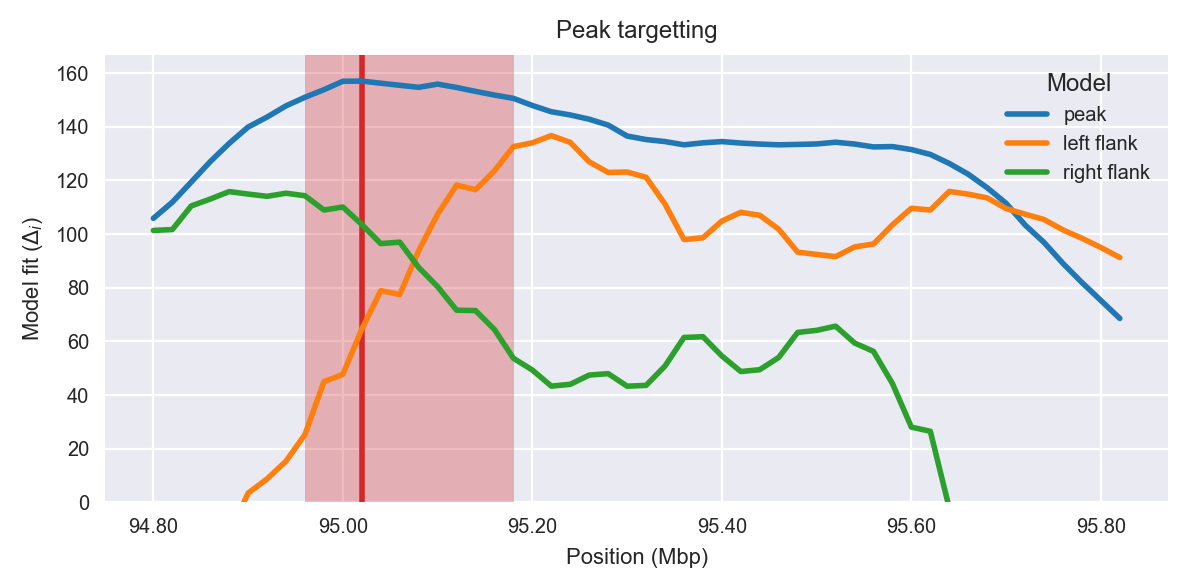 Peak targetting
Model fit (Δi)
160
140
120
100
80
60
40
20
0
Model
peak
left flank
right flank
94.80 95.00 95.20 95.40 95.60 95.80
Position (Mbp)